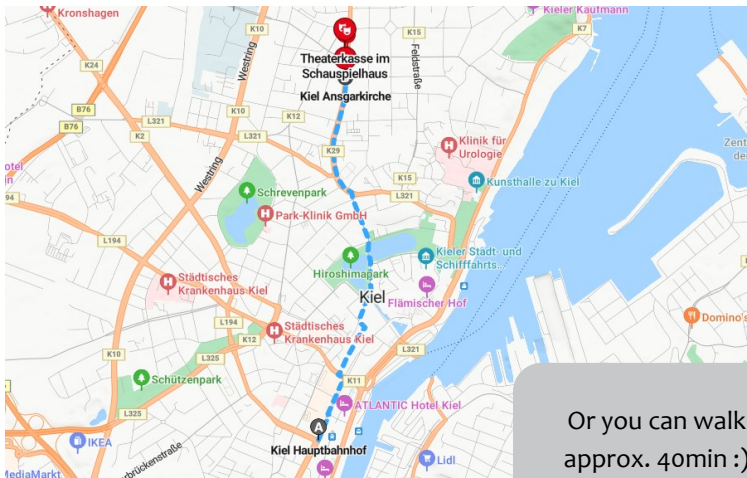 Kronshagen
Kieler Kaufmann
K10
K15
K7
Feldstraße
Westring
Theaterkasse im
Schauspielhaus
Kiel Ansgarkirche
K24
B76
K10
K12
B76
K2
L321
L321
K29
Klinik für
Urologie
Zent
de
otel
n
Westring
K15
Kunsthalle zu Kiel
Schrevenpark
L321
Park-Klinik GmbH
L194
Kieler Stadt- und
Schifffahrts...
Hiroshimapark
Städtisches
Krankenhaus Kiel
Kiel
Flämischer Hof
Domino's
L194
Städtisches
Krankenhaus Kiel
K12
L321
K10
L325
K11
Schützenpark
ATLANTIC Hotel Kiel
L325
A
Kiel Hauptbahnhof
IKEA
rbrückenstraße
MediaMarkt
Lidl
Or you can walk
approx. 40min :)